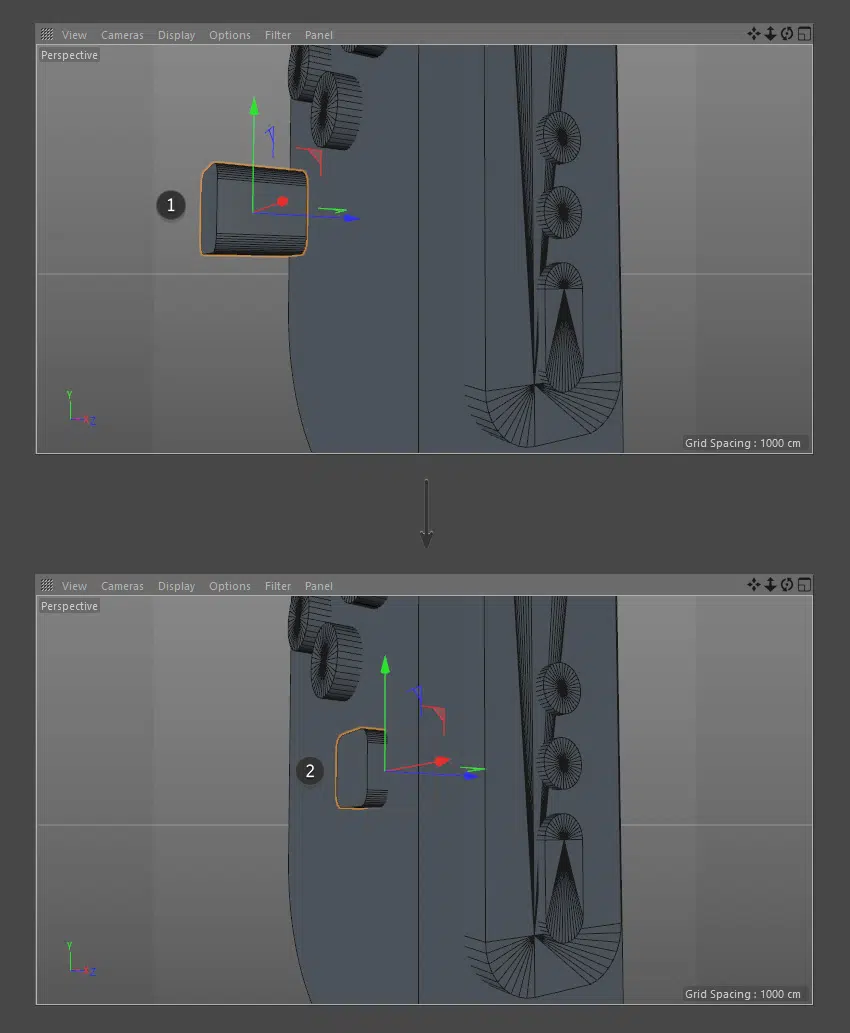 View Cameras Display Options Filter Panel
Perspective
1
Y
X Z
Grid Spacing : 1000 cm
View Cameras Display Options Filter Panel
Perspective
2
Y
X Z
Grid Spacing : 1000 cm